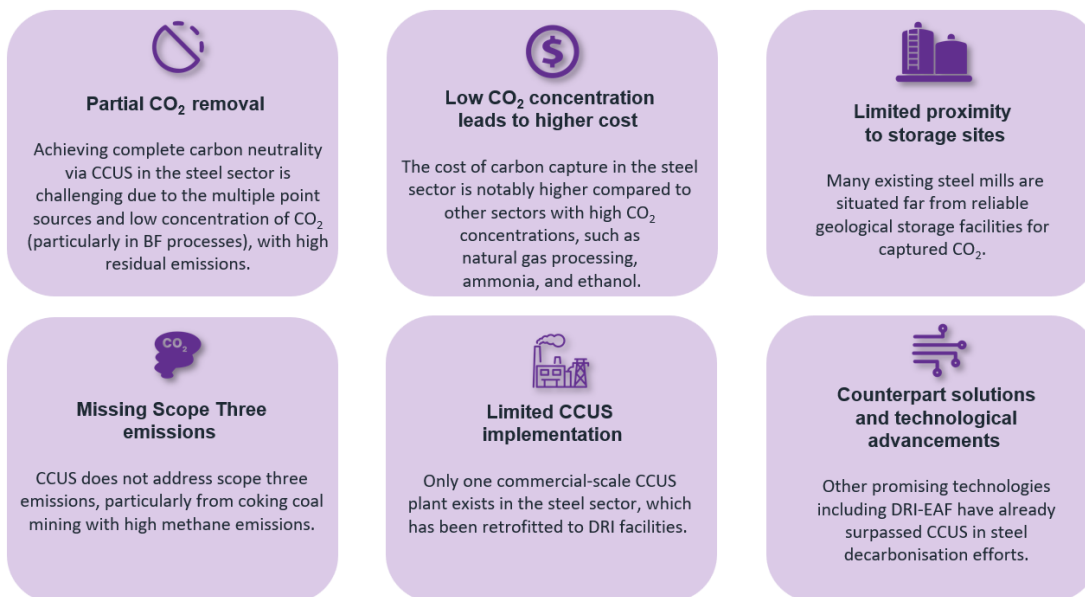 Partial CO₂ removal
Achieving complete carbon neutrality
via CCUS in the steel sector is
challenging due to the multiple point
sources and low concentration of CO₂
(particularly in BF processes), with high
residual emissions.
Low CO₂ concentration
leads to higher cost
The cost of carbon capture in the steel
sector is notably higher compared to
other sectors with high CO₂
concentrations, such as
natural gas processing,
ammonia, and ethanol.
Limited proximity
to storage sites
Many existing steel mills are
situated far from reliable
geological storage facilities for
captured CO₂.
CO₂
Missing Scope Three
emissions
CCUS does not address scope three
emissions, particularly from coking coal
mining with high methane emissions.
Limited CCUS
implementation
Only one commercial-scale CCUS
plant exists in the steel sector, which
has been retrofitted to DRI facilities.
Counterpart solutions
and technological
advancements
Other promising technologies
including DRI-EAF have already
surpassed CCUS in steel
decarbonisation efforts.